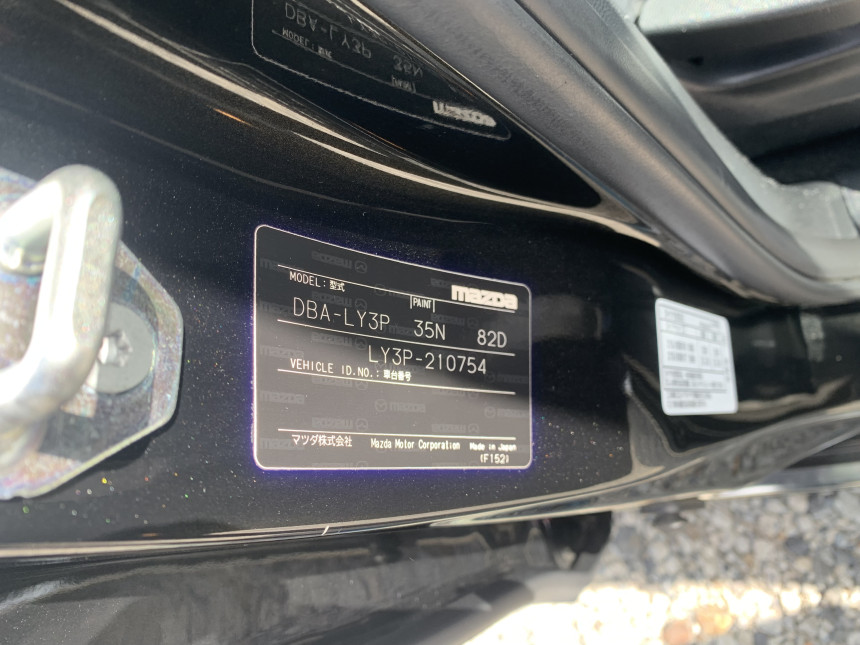 mazda
MODEL:型式
PAINT
DBA-LY3P 35N 82D
LY3P-210754
VEHICLE ID.NO.:車台番号
マツダ株式会社 Mazda Motor Corporation Made in Japan
(F152)